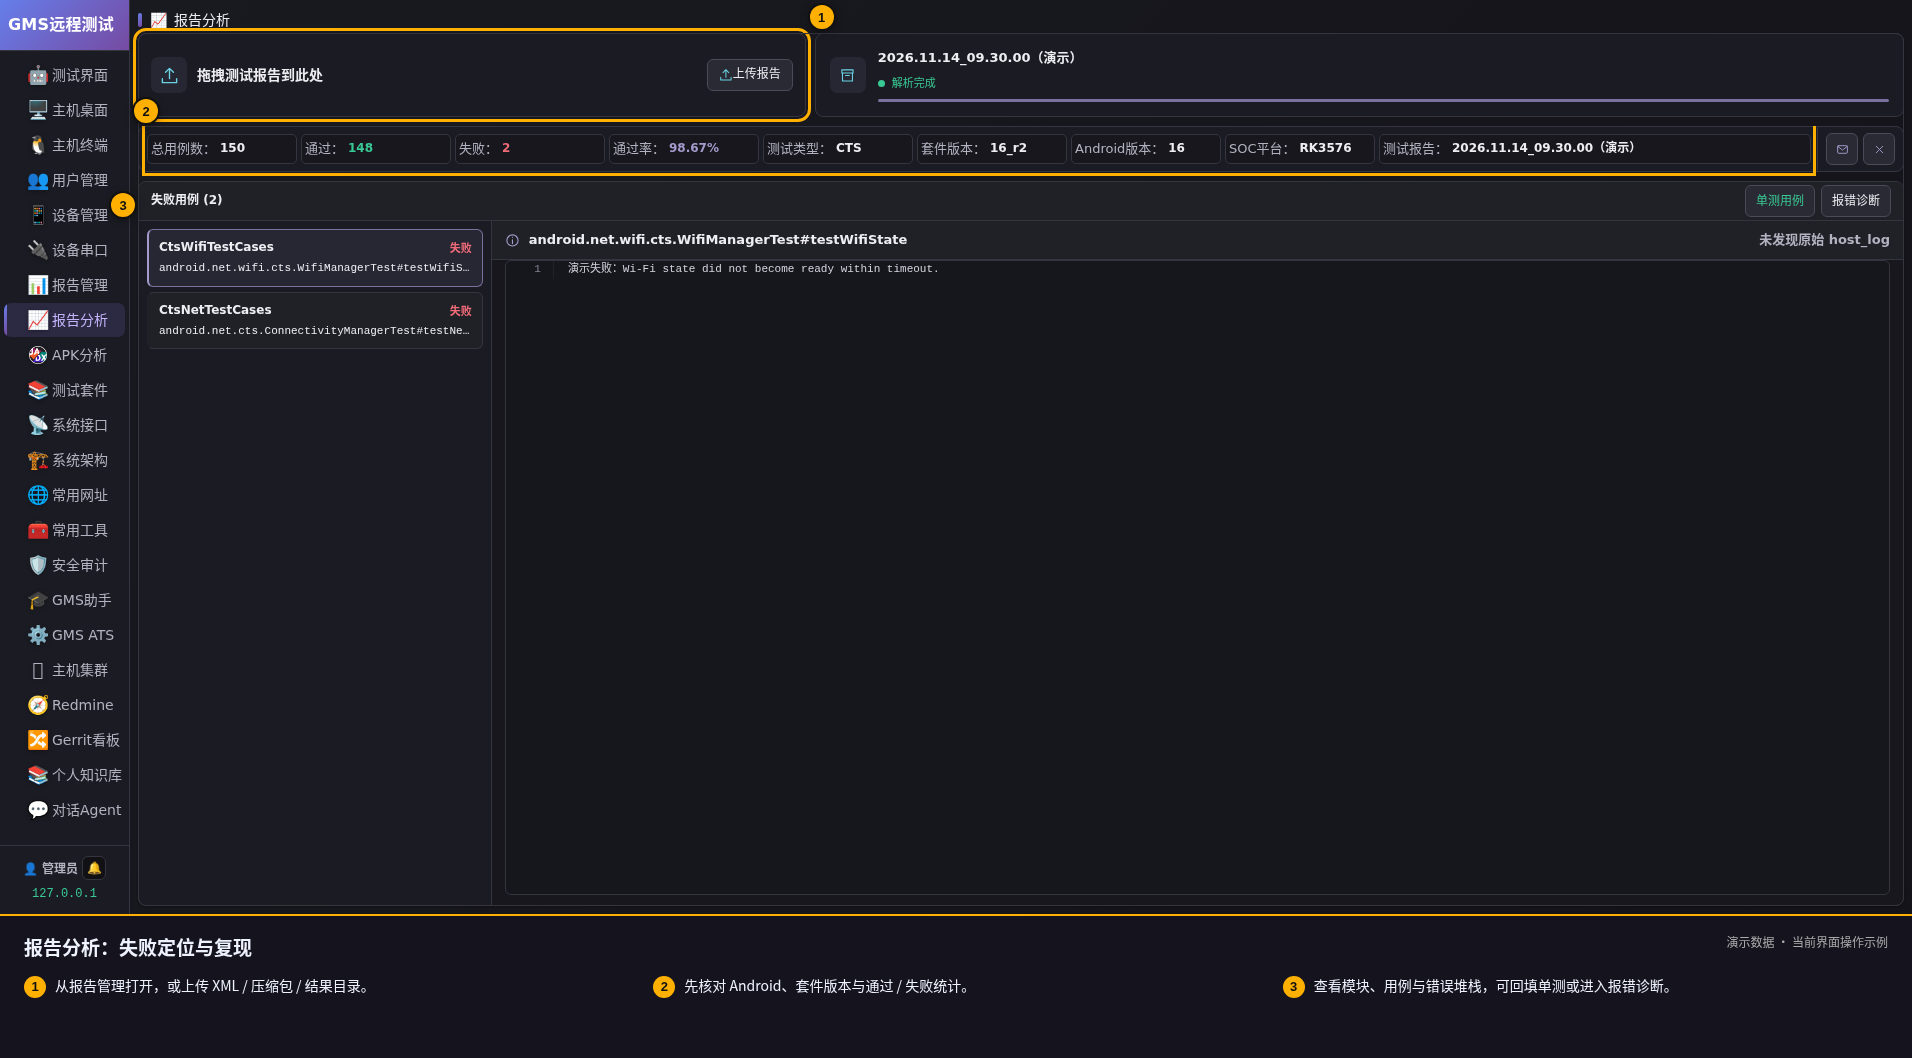 GMS远程测试
测试界面
主机桌面
主机终端
用户管理
设备管理
设备串口
报告管理
报告分析
APK分析
测试套件
系统接口
系统架构
常用网址
常用工具
安全审计
GMS助手
GMS ATS
主机集群
Redmine
Gerrit看板
个人知识库
对话Agent
管理员
127.0.0.1
报告分析
1
拖拽测试报告到此处
上传报告
2026.11.14_09.30.00（演示）
解析完成
2
总用例数： 150
通过： 148
失败： 2
通过率： 98.67%
测试类型： CTS
套件版本： 16_r2
Android版本： 16
SOC平台： RK3576
测试报告： 2026.11.14_09.30.00（演示）
3
失败用例 (2)
单测用例
报错诊断
CtsWifiTestCases 失败
android.net.wifi.cts.WifiManagerTest#testWifiS…
CtsNetTestCases 失败
android.net.cts.ConnectivityManagerTest#testNe…
android.net.wifi.cts.WifiManagerTest#testWifiState
未发现原始 host_log
1 演示失败：Wi-Fi state did not become ready within timeout.
报告分析：失败定位与复现
演示数据 · 当前界面操作示例
1 从报告管理打开，或上传 XML / 压缩包 / 结果目录。
2 先核对 Android、套件版本与通过 / 失败统计。
3 查看模块、用例与错误堆栈，可回填单测或进入报错诊断。